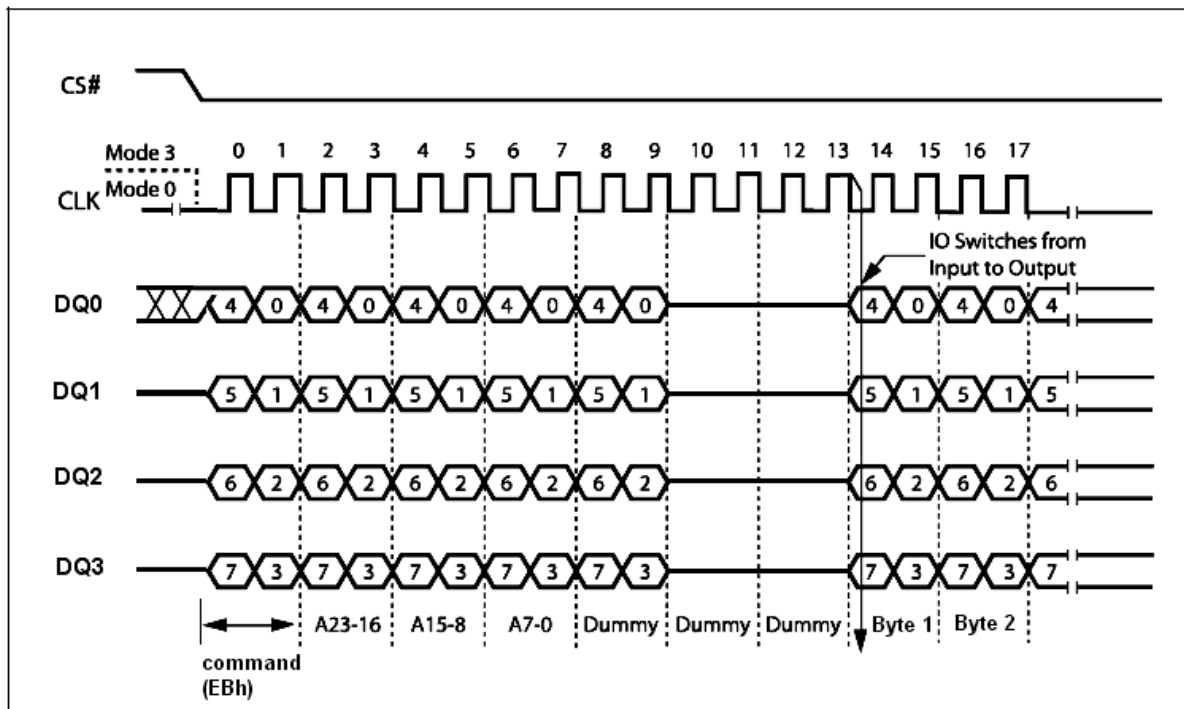 CS#
Mode 3
0 1 2 3 4 5 6 7 8 9 10 11 12 13 14 15 16 17
Mode 0
CLK
IO Switches from
Input to Output
DQ0 4 0 4 0 4 0 4 0 4 0 4 0 4 0 4
DQ1 5 1 5 1 5 1 5 1 5 1 5 1 5 1 5
DQ2 6 2 6 2 6 2 6 2 6 2 6 2 6 2 6
DQ3 7 3 7 3 7 3 7 3 7 3 7 3 7 3 7
A23-16 A15-8 A7-0 Dummy Dummy Dummy Byte 1 Byte 2
command
(EBh)